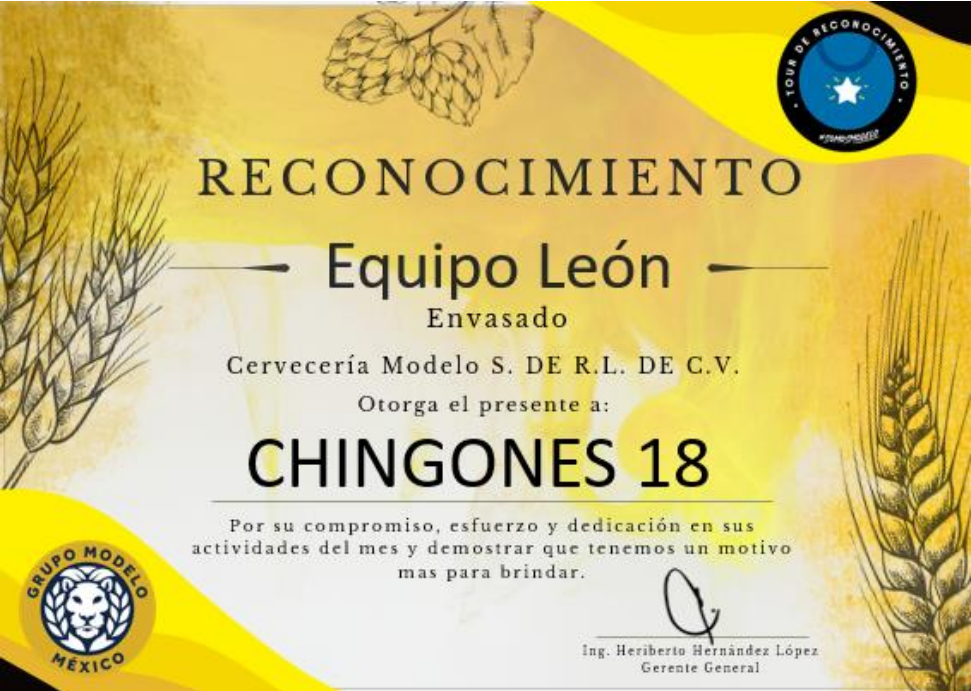 TOUR DE RECONOCIMIENTO
#SOMOSMODELO
RECONOCIMIENTO
Equipo León
Envasado
Cervecería Modelo S. DE R.L. DE C.V.
Otorga el presente a:
CHINGONES 18
Por su compromiso, esfuerzo y dedicación en sus
actividades del mes y demostrar que tenemos un motivo
mas para brindar.
GRUPO MODELO
MÉXICO
Ing. Heriberto Hernández López
Gerente General